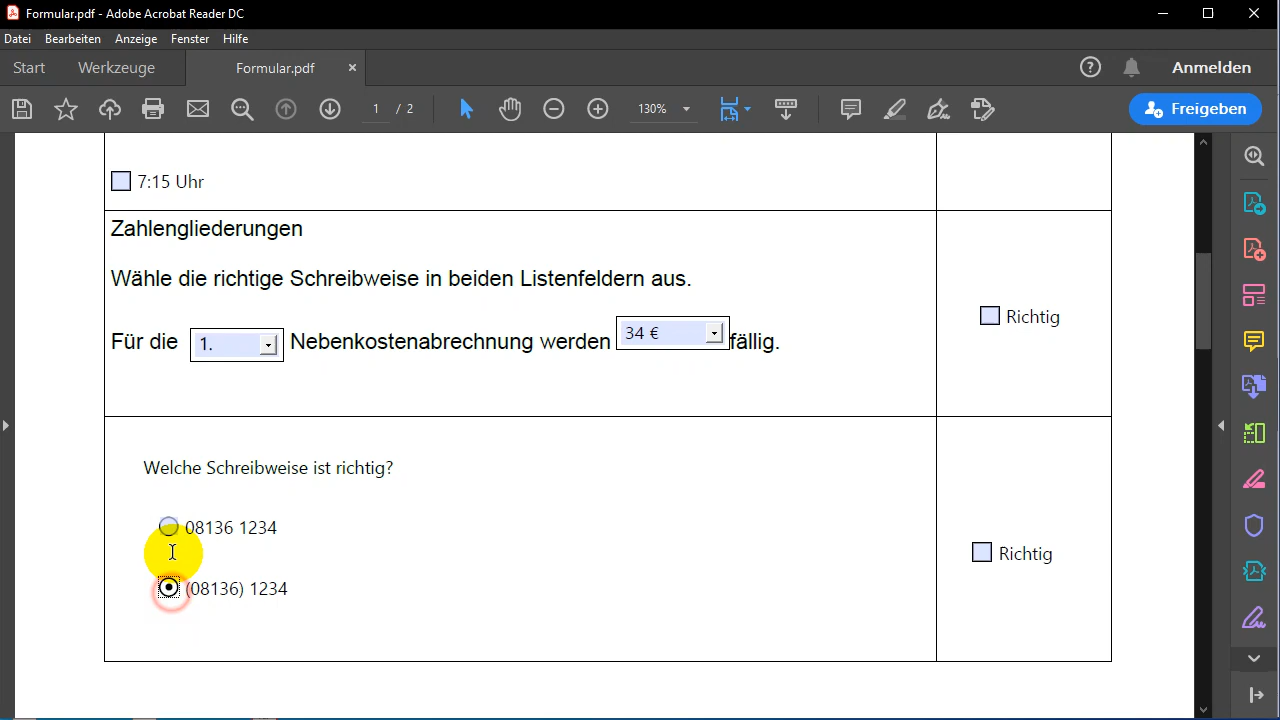 Formular.pdf - Adobe Acrobat Reader DC
Datei Bearbeiten Anzeige Fenster Hilfe
Start Werkzeuge Formular.pdf × Anmelden
1 / 2 130% Freigeben
7:15 Uhr
Zahlengliederungen
Wähle die richtige Schreibweise in beiden Listenfeldern aus.
Für die 1. Nebenkostenabrechnung werden 34 € fällig.
Richtig
Welche Schreibweise ist richtig?
08136 1234
(08136) 1234
Richtig